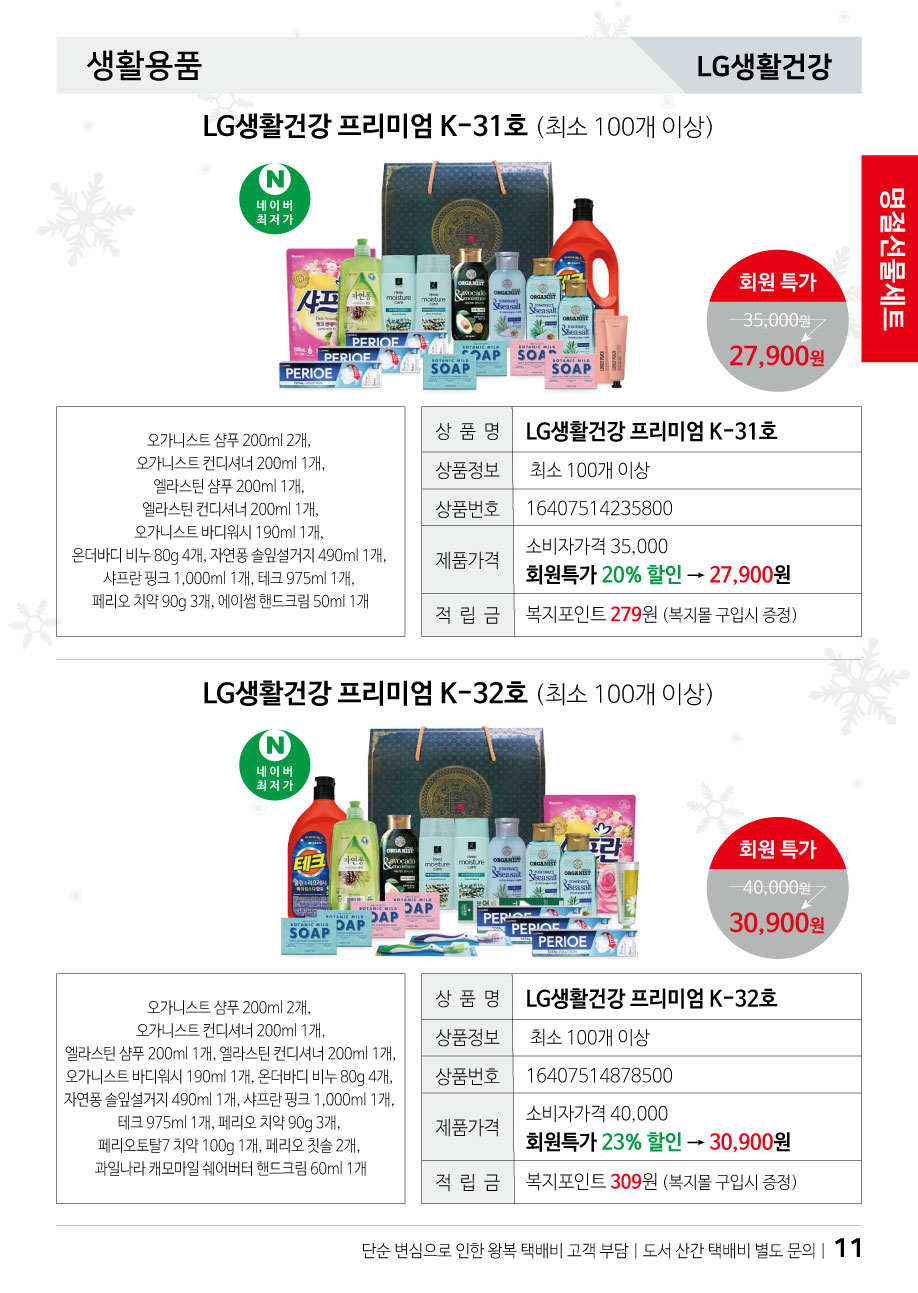 생활용품
LG생활건강
명절선물세트
LG생활건강 프리미엄 K-31호 (최소 100개 이상)
N
네이버
최저가
샤프란
자연퐁
deep
moisture
care
moisture
care
ORGANIST
avocado
&moisture
ORGANIST
rosemary
&seasalt
ORGANIST
rosemary
&seasalt
ORGANIST
rosemary
&seasalt
테크
PERIOE
PERIOE
PERIOE
TOTAL SOLUTION
BOTANIC MILD
SOAP
BOTANIC MILD
SOAP
BOTANIC MILD
SOAP
BOTANIC MILD
SOAP
회원 특가
35,000원
27,900원
오가니스트 샴푸 200ml 2개,
오가니스트 컨디셔너 200ml 1개,
엘라스틴 샴푸 200ml 1개,
엘라스틴 컨디셔너 200ml 1개,
오가니스트 바디워시 190ml 1개,
온더바디 비누 80g 4개, 자연퐁 솔잎설거지 490ml 1개,
샤프란 핑크 1,000ml 1개, 테크 975ml 1개,
페리오 치약 90g 3개, 에이썸 핸드크림 50ml 1개
상 품 명 LG생활건강 프리미엄 K-31호
상품정보 최소 100개 이상
상품번호 16407514235800
제품가격 소비자가격 35,000
회원특가 20% 할인 → 27,900원
적 립 금 복지포인트 279원 (복지몰 구입시 증정)
LG생활건강 프리미엄 K-32호 (최소 100개 이상)
N
네이버
최저가
테크
자연퐁
ORGANIST
avocado
&moisture
deep
moisture
care
deep
moisture
care
ORGANIST
rosemary
&seasalt
ORGANIST
rosemary
&seasalt
ORGANIST
rosemary
&seasalt
샤프란
BOTANIC MILD
SOAP
BOTANIC MILD
SOAP
BOTANIC MILD
SOAP
BOTANIC MILD
SOAP
PERIOE
PERIOE
PERIOE
TOTAL SOLUTION
회원 특가
40,000원
30,900원
오가니스트 샴푸 200ml 2개,
오가니스트 컨디셔너 200ml 1개,
엘라스틴 샴푸 200ml 1개, 엘라스틴 컨디셔너 200ml 1개,
오가니스트 바디워시 190ml 1개, 온더바디 비누 80g 4개,
자연퐁 솔잎설거지 490ml 1개, 샤프란 핑크 1,000ml 1개,
테크 975ml 1개, 페리오 치약 90g 3개,
페리오토탈7 치약 100g 1개, 페리오 칫솔 2개,
과일나라 캐모마일 쉐어버터 핸드크림 60ml 1개
상 품 명 LG생활건강 프리미엄 K-32호
상품정보 최소 100개 이상
상품번호 16407514878500
제품가격 소비자가격 40,000
회원특가 23% 할인 → 30,900원
적 립 금 복지포인트 309원 (복지몰 구입시 증정)
단순 변심으로 인한 왕복 택배비 고객 부담 | 도서 산간 택배비 별도 문의 | 11